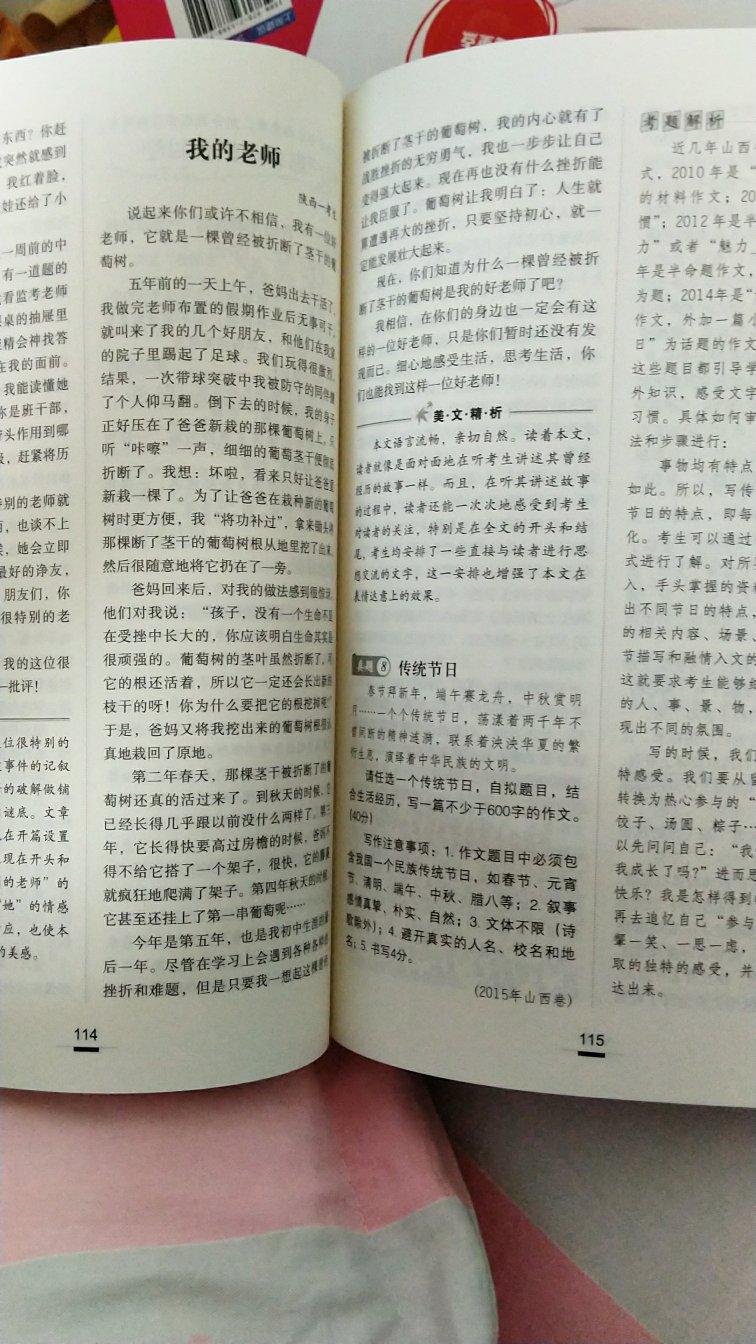 东西？你赶
突然就感到
我红着脸，
娃还给了小
一周前的中
有一道题的
看监考老师
桌的抽屉里
精会神找答
在我的面前。
我能读懂她
你是班干部，
带头作用到哪
及，赶紧将历
特别的老师就
而，也谈不上
误，她会立即
最好的诤友，
朋友们，你
很特别的老
我的这位很
—批评！
位很特别的
事件的记叙
的破解做铺
谜底。文章
在开篇设置
现在开头和
的老师”的
“她”的情感
应，也使本
的美感。
114
我的老师
陕西一考生
说起来你们或许不相信，我有一位好
老师，它就是一棵曾经被折断了茎干的葡
萄树。
五年前的一天上午，爸妈出去干活了，
我做完老师布置的假期作业后无事可干，
就叫来了我的几个好朋友，和他们在我家
的院子里踢起了足球。我们玩得很激烈，
结果，一次带球突破中我被防守的同伴撞
了个人仰马翻。倒下去的时候，我的身子
正好压在了爸爸新栽的那棵葡萄树上，只
听“咔嚓”一声，细细的葡萄茎干便彻底
折断了。我想：坏啦，看来只好让爸爸重
新栽一棵了。为了让爸爸在栽种新的葡萄
树时更方便，我“将功补过”，拿来锄头将
那棵断了茎干的葡萄树根从地里挖了出来，
然后很随意地将它扔在了一旁。
爸妈回来后，对我的做法感到很惊讶，
他们对我说：“孩子，没有一个生命不是
在受挫中长大的，你应该明白生命其实是
很顽强的。葡萄树的茎叶虽然折断了，可
它的根还活着，所以它一定还会长出新的
枝干的呀！你为什么要把它的根挖掉呢？”
于是，爸妈又将我挖出来的葡萄树根很认
真地栽回了原地。
第二年春天，那棵茎干被折断了的葡
萄树还真的活过来了。到秋天的时候，它
已经长得几乎跟以前没什么两样了。第三
年，它长得快要高过房檐的时候，爸妈不
得不给它搭了一个架子，很快，它的藤蔓
就疯狂地爬满了架子。第四年秋天的时候，
它甚至还挂上了第一串葡萄呢……
今年是第五年，也是我初中生涯的最
后一年。尽管在学习上会遇到各种各样的
挫折和难题，但是只要我一想起这棵曾经
被折断了茎干的葡萄树，我的内心就有了
战胜挫折的无穷勇气，我也一步步让自己
变得强大起来。现在再也没有什么挫折能
让我臣服了。葡萄树让我明白了：人生就
算遭遇再大的挫折，只要坚持初心，就一
定能发展壮大起来。
现在，你们知道为什么一棵曾经被折
断了茎干的葡萄树是我的好老师了吧？
我相信，在你们的身边也一定会有这
样的一位好老师，只是你们暂时还没有发
现而已。细心地感受生活，思考生活，你
们也能找到这样一位好老师！
美·文·精·析
本文语言流畅，亲切自然。读着本文，
读者就像是面对面地在听考生讲述其曾经
经历的故事一样。而且，在听其讲述故事
的过程中，读者还能一次次地感受到考生
对读者的关注，特别是在全文的开头和结
尾，考生均安排了一些直接与读者进行思
想交流的文字，这一安排也增强了本文在
表情达意上的效果。
真题 8 传统节日
春节拜新年，端午赛龙舟，中秋赏明
月……一个个传统节日，荡漾着两千年不
曾间断的精神涟漪，联系着泱泱华夏的繁
衍生息，演绎着中华民族的文明。
请任选一个传统节日，自拟题目，结
合生活经历，写一篇不少于600字的作文。
(40分)
写作注意事项：1. 作文题目中必须包
含我国一个民族传统节日，如春节、元宵
节、清明、端午、中秋、腊八等；2. 叙事
感情真挚、朴实、自然；3. 文体不限（诗
歌除外）；4. 避开真实的人名、校名和地
名；5. 书写4分。
(2015年山西卷)
115
考题解析
近几年山西
式，2010年是“
的材料作文；20
惯”；2012年是半
力”或者“魅力
年是半命题作文，
为题；2014年是“
作文，外加一篇小
日”为话题的作文
这些题目都引导学
外知识，感受文字
习惯。具体如何审
法和步骤进行：
事物均有特点
如此。所以，写传
节日的特点，即每
化。考生可以通过
式进行了解。对所
入，手头掌握的资
出不同节日的特点，
的相关内容、场景、
节描写和融情入文的
这就要求考生能够给
的人、事、景、物，
现出不同的氛围。
写的时候，我们
特感受。我们要从留
转换为热心参与的“
饺子、汤圆、粽子…
以先问问自己：“我
我成长了吗？”进而思
快乐？我是怎样得到
再去追忆自己“参与
颦一笑、一思一虑，
取的独特的感受，并
达出来。